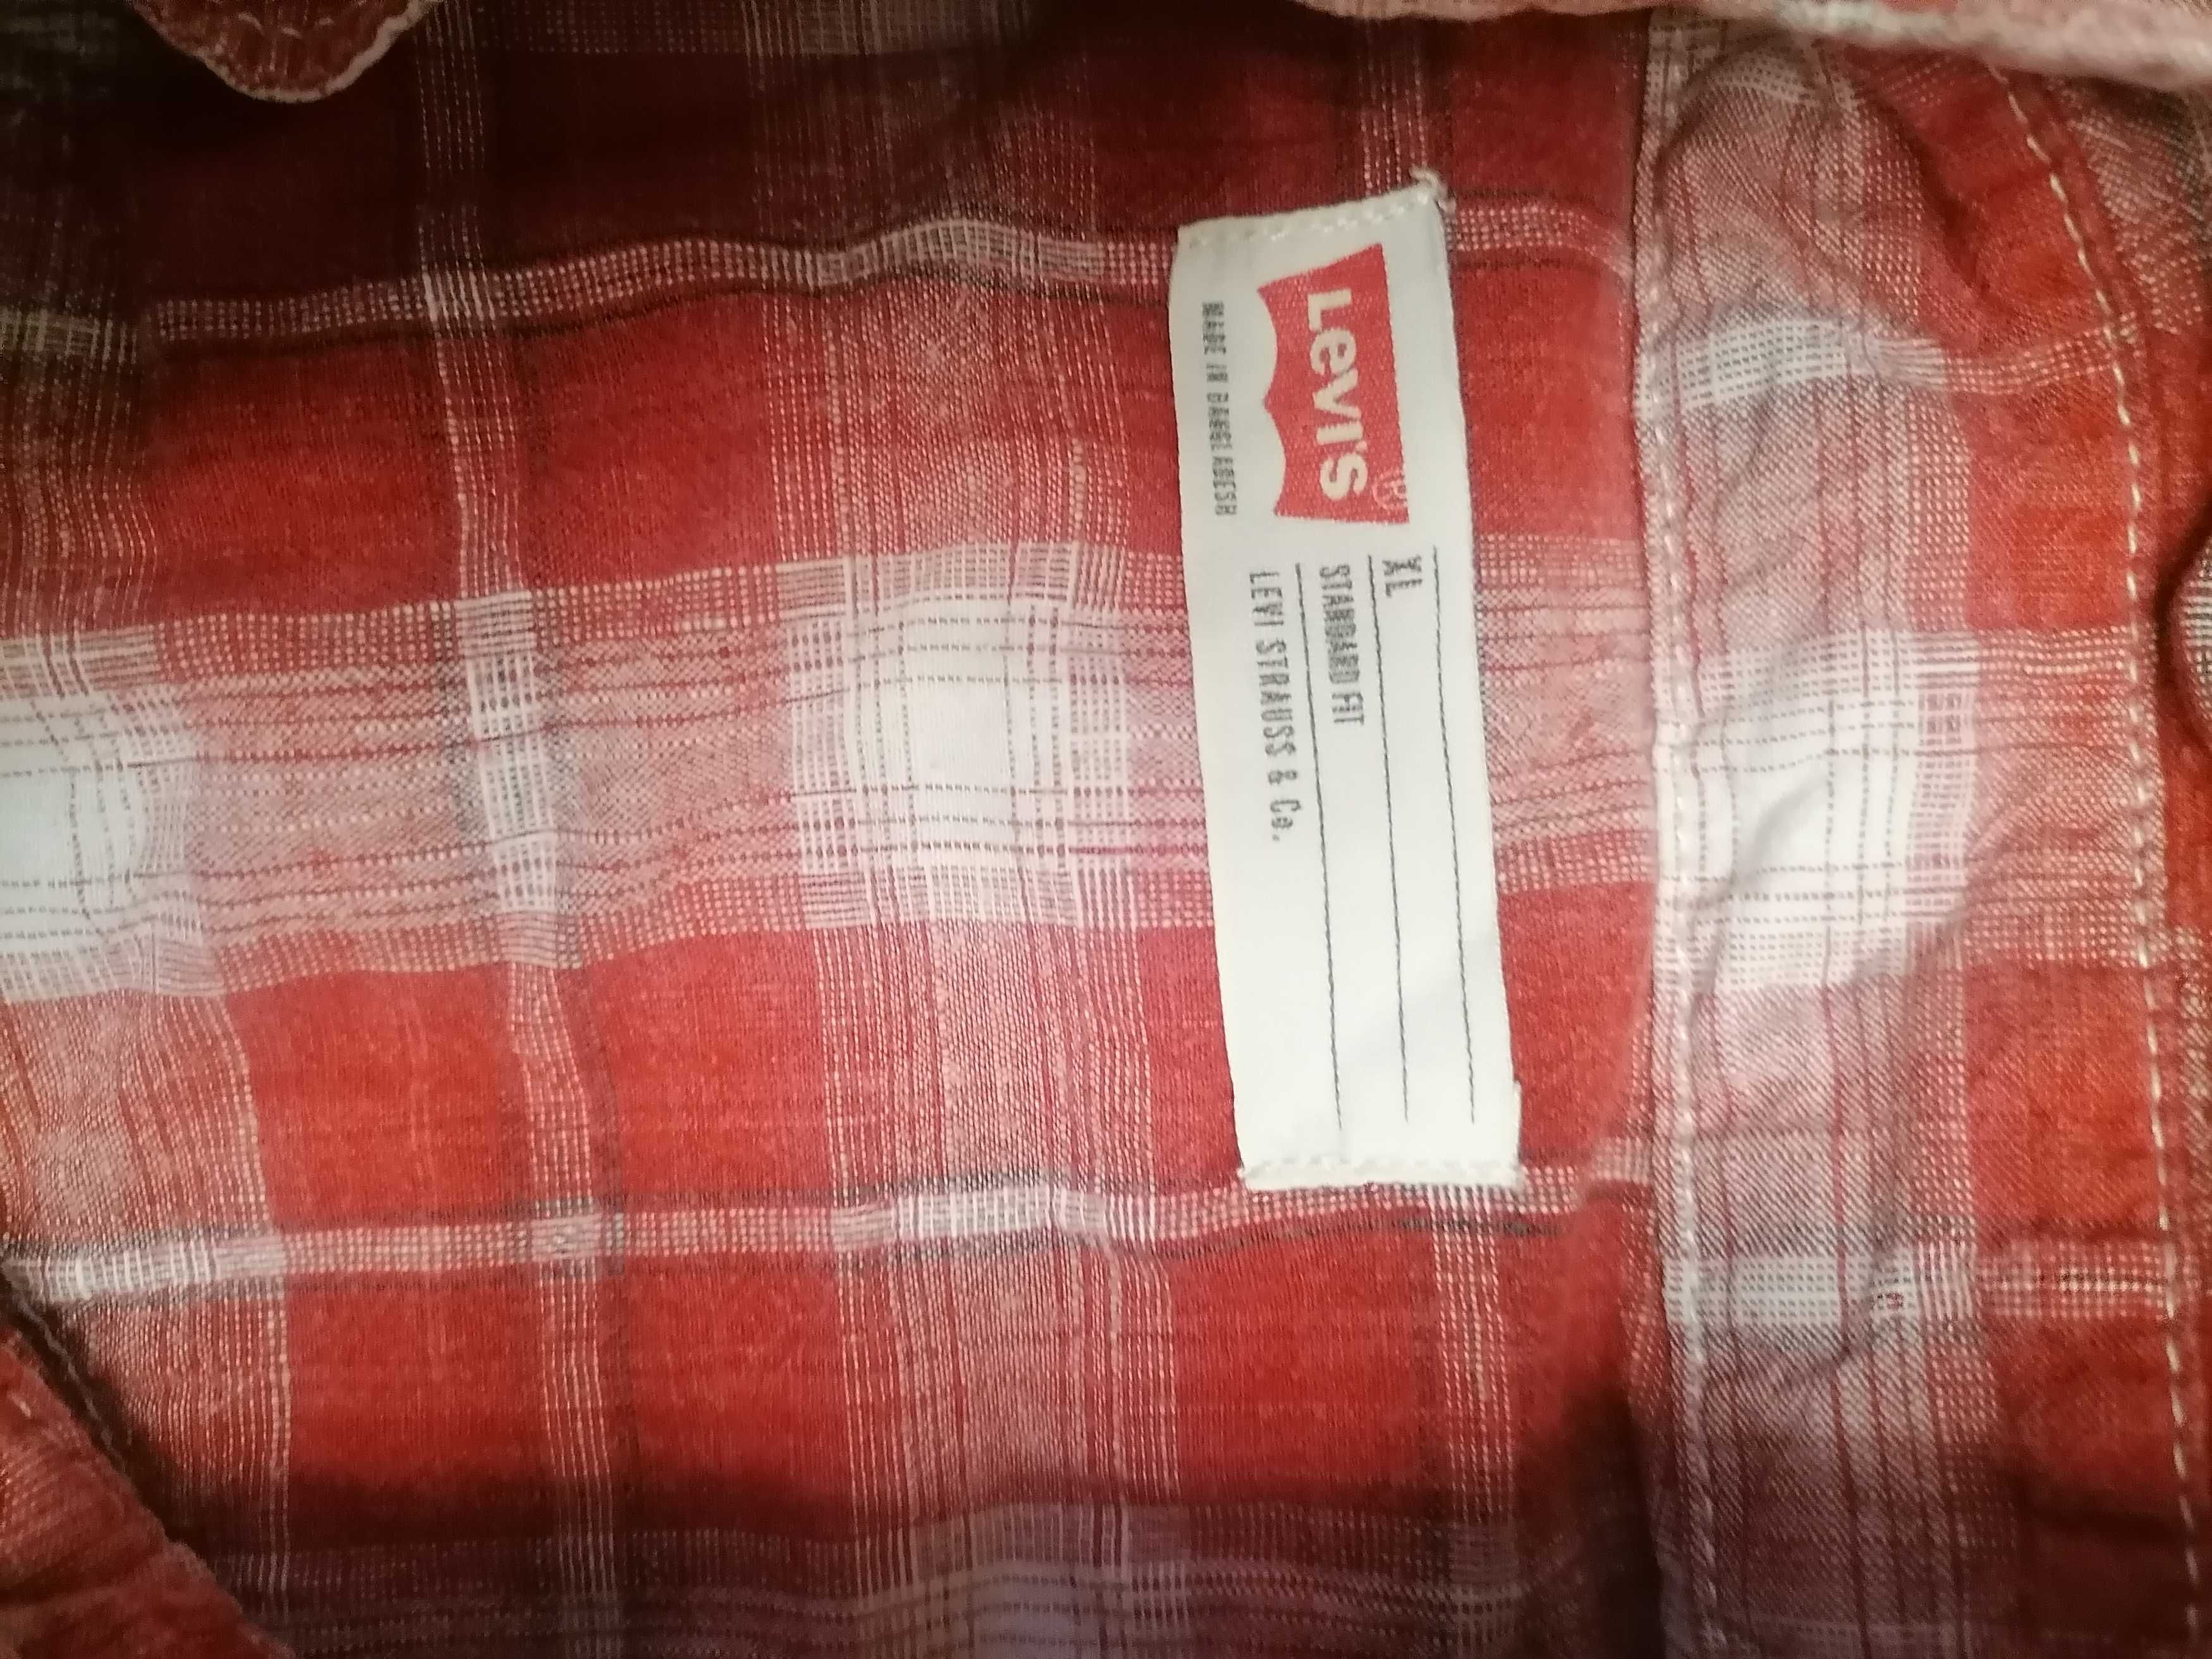 Levi's ®
MADE IN BANGLADESH
XL
STANDARD FIT
LEVI STRAUSS & Co.